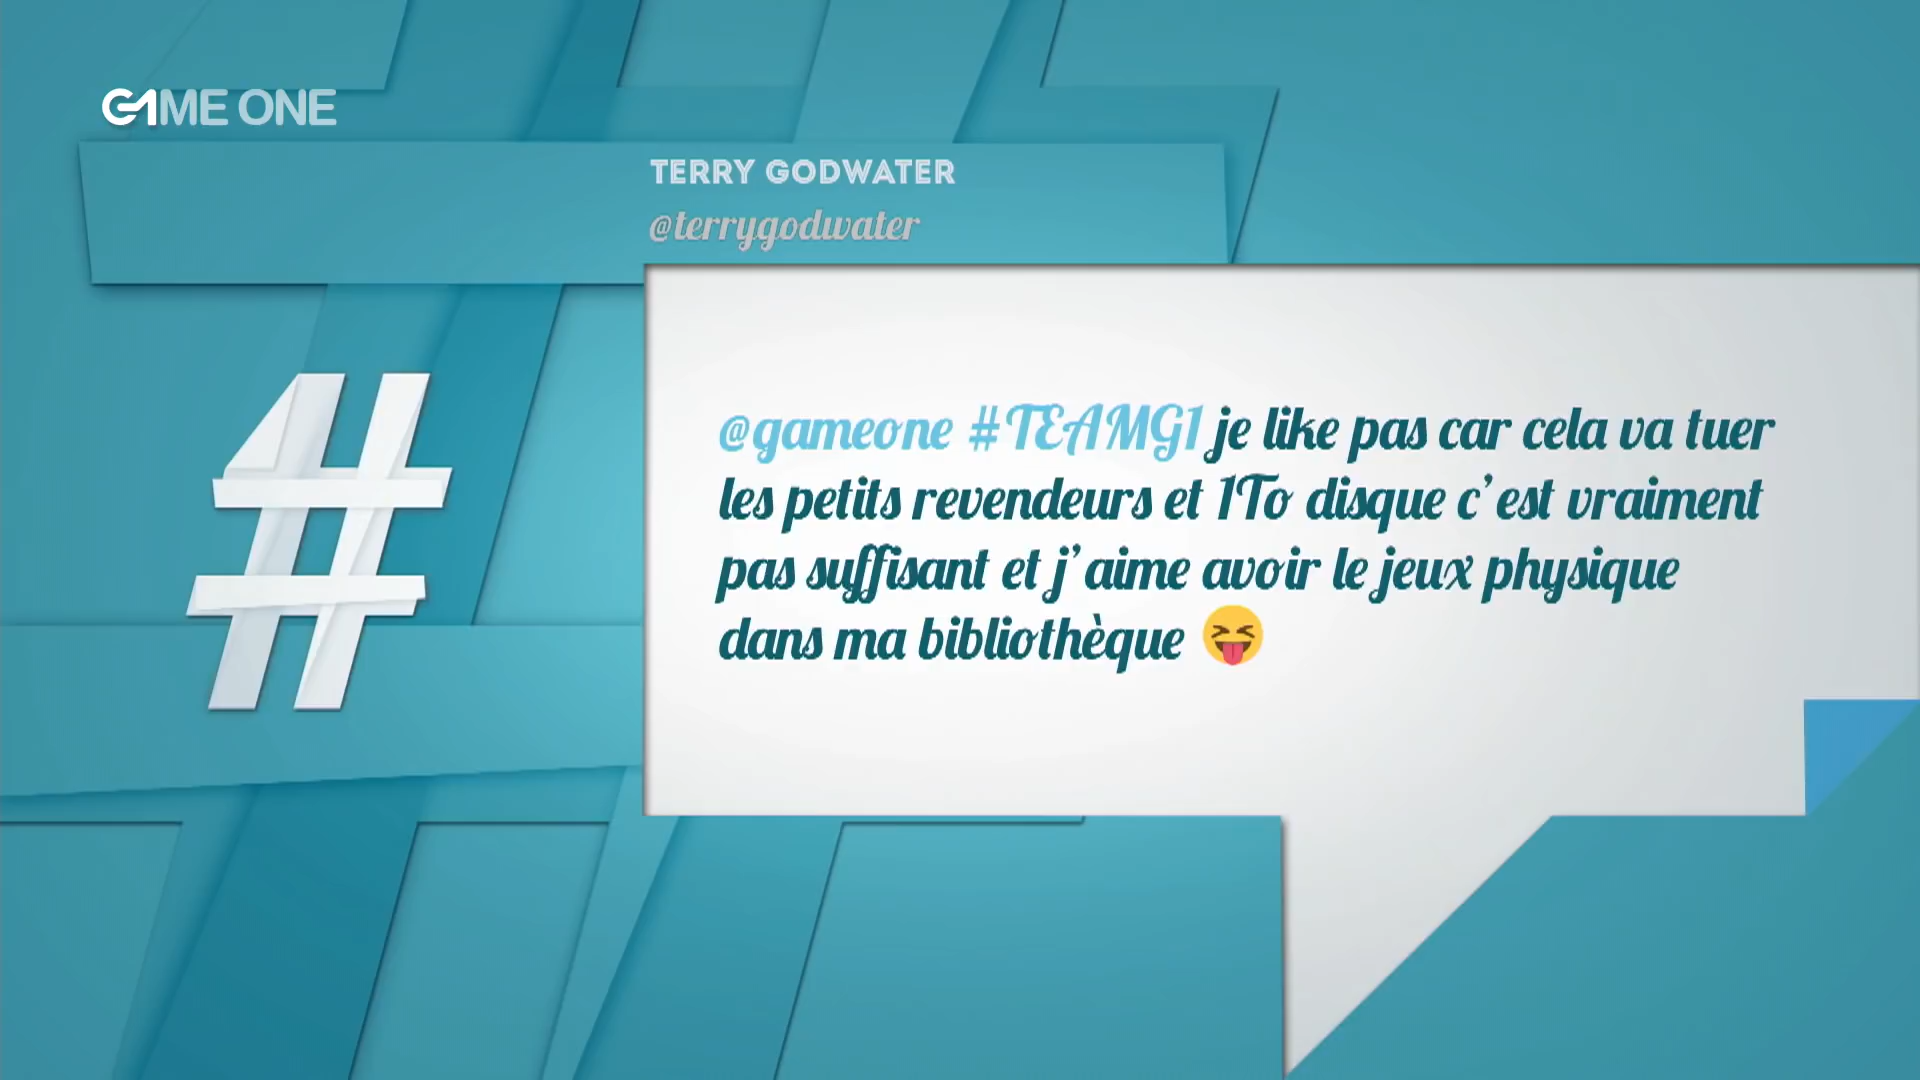 GAME ONE
TERRY GODWATER
@terrygodwater
#
@gameone #TEAMG1 je like pas car cela va tuer
les petits revendeurs et 1To disque c'est vraiment
pas suffisant et j'aime avoir le jeux physique
dans ma bibliothèque 😝